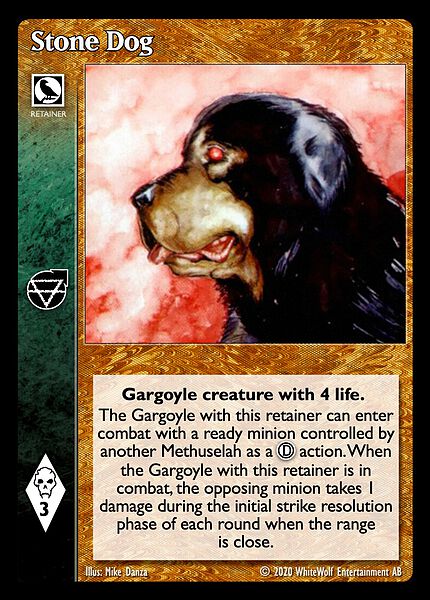 Stone Dog
RETAINER
Gargoyle creature with 4 life.
The Gargoyle with this retainer can enter
combat with a ready minion controlled by
another Methuselah as a Ⓓ action. When
the Gargoyle with this retainer is in
combat, the opposing minion takes 1
damage during the initial strike resolution
phase of each round when the range
is close.
3
Illus: Mike Danza
© 2020 WhiteWolf Entertainment AB